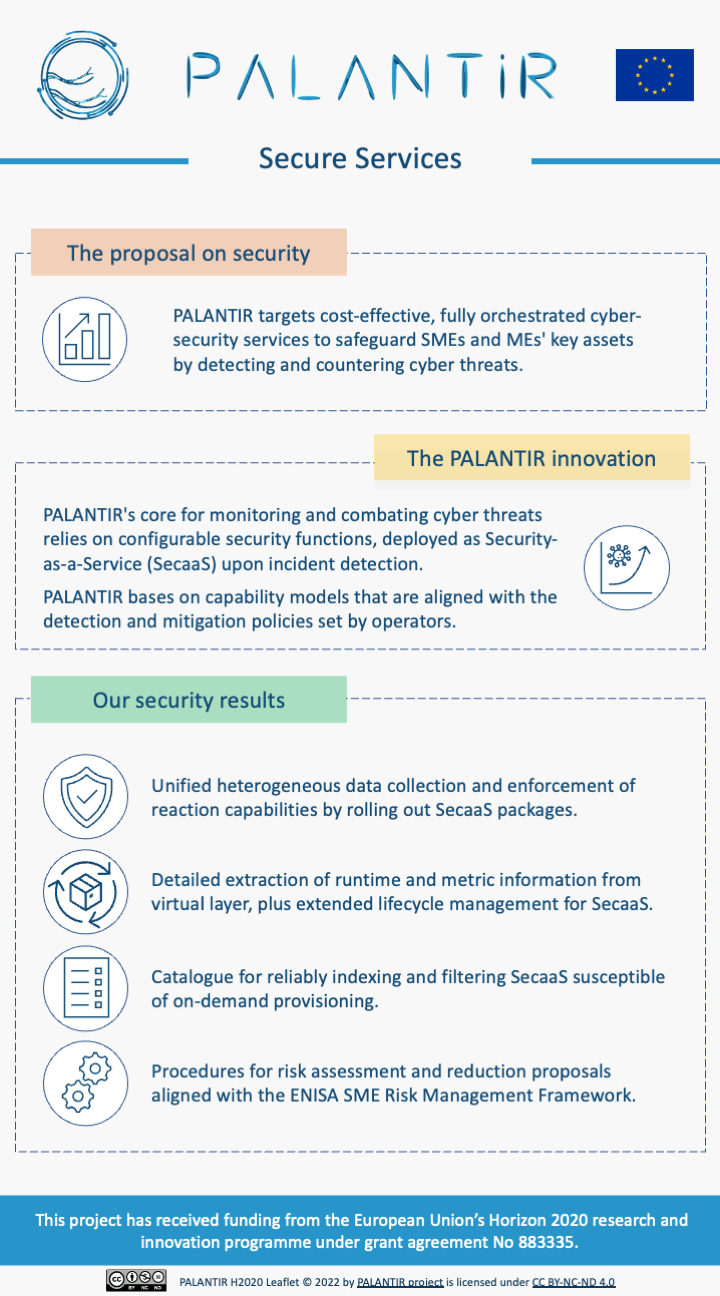 PALANTiR
Secure Services
The proposal on security
PALANTIR targets cost-effective, fully orchestrated cyber-
security services to safeguard SMEs and MEs' key assets
by detecting and countering cyber threats.
The PALANTIR innovation
PALANTIR's core for monitoring and combating cyber threats
relies on configurable security functions, deployed as Security-
as-a-Service (SecaaS) upon incident detection.
PALANTIR bases on capability models that are aligned with the
detection and mitigation policies set by operators.
Our security results
Unified heterogeneous data collection and enforcement of
reaction capabilities by rolling out SecaaS packages.
Detailed extraction of runtime and metric information from
virtual layer, plus extended lifecycle management for SecaaS.
Catalogue for reliably indexing and filtering SecaaS susceptible
of on-demand provisioning.
Procedures for risk assessment and reduction proposals
aligned with the ENISA SME Risk Management Framework.
This project has received funding from the European Union’s Horizon 2020 research and
innovation programme under grant agreement No 883335.
cc BY NC ND
PALANTIR H2020 Leaflet © 2022 by PALANTIR project is licensed under CC BY-NC-ND 4.0